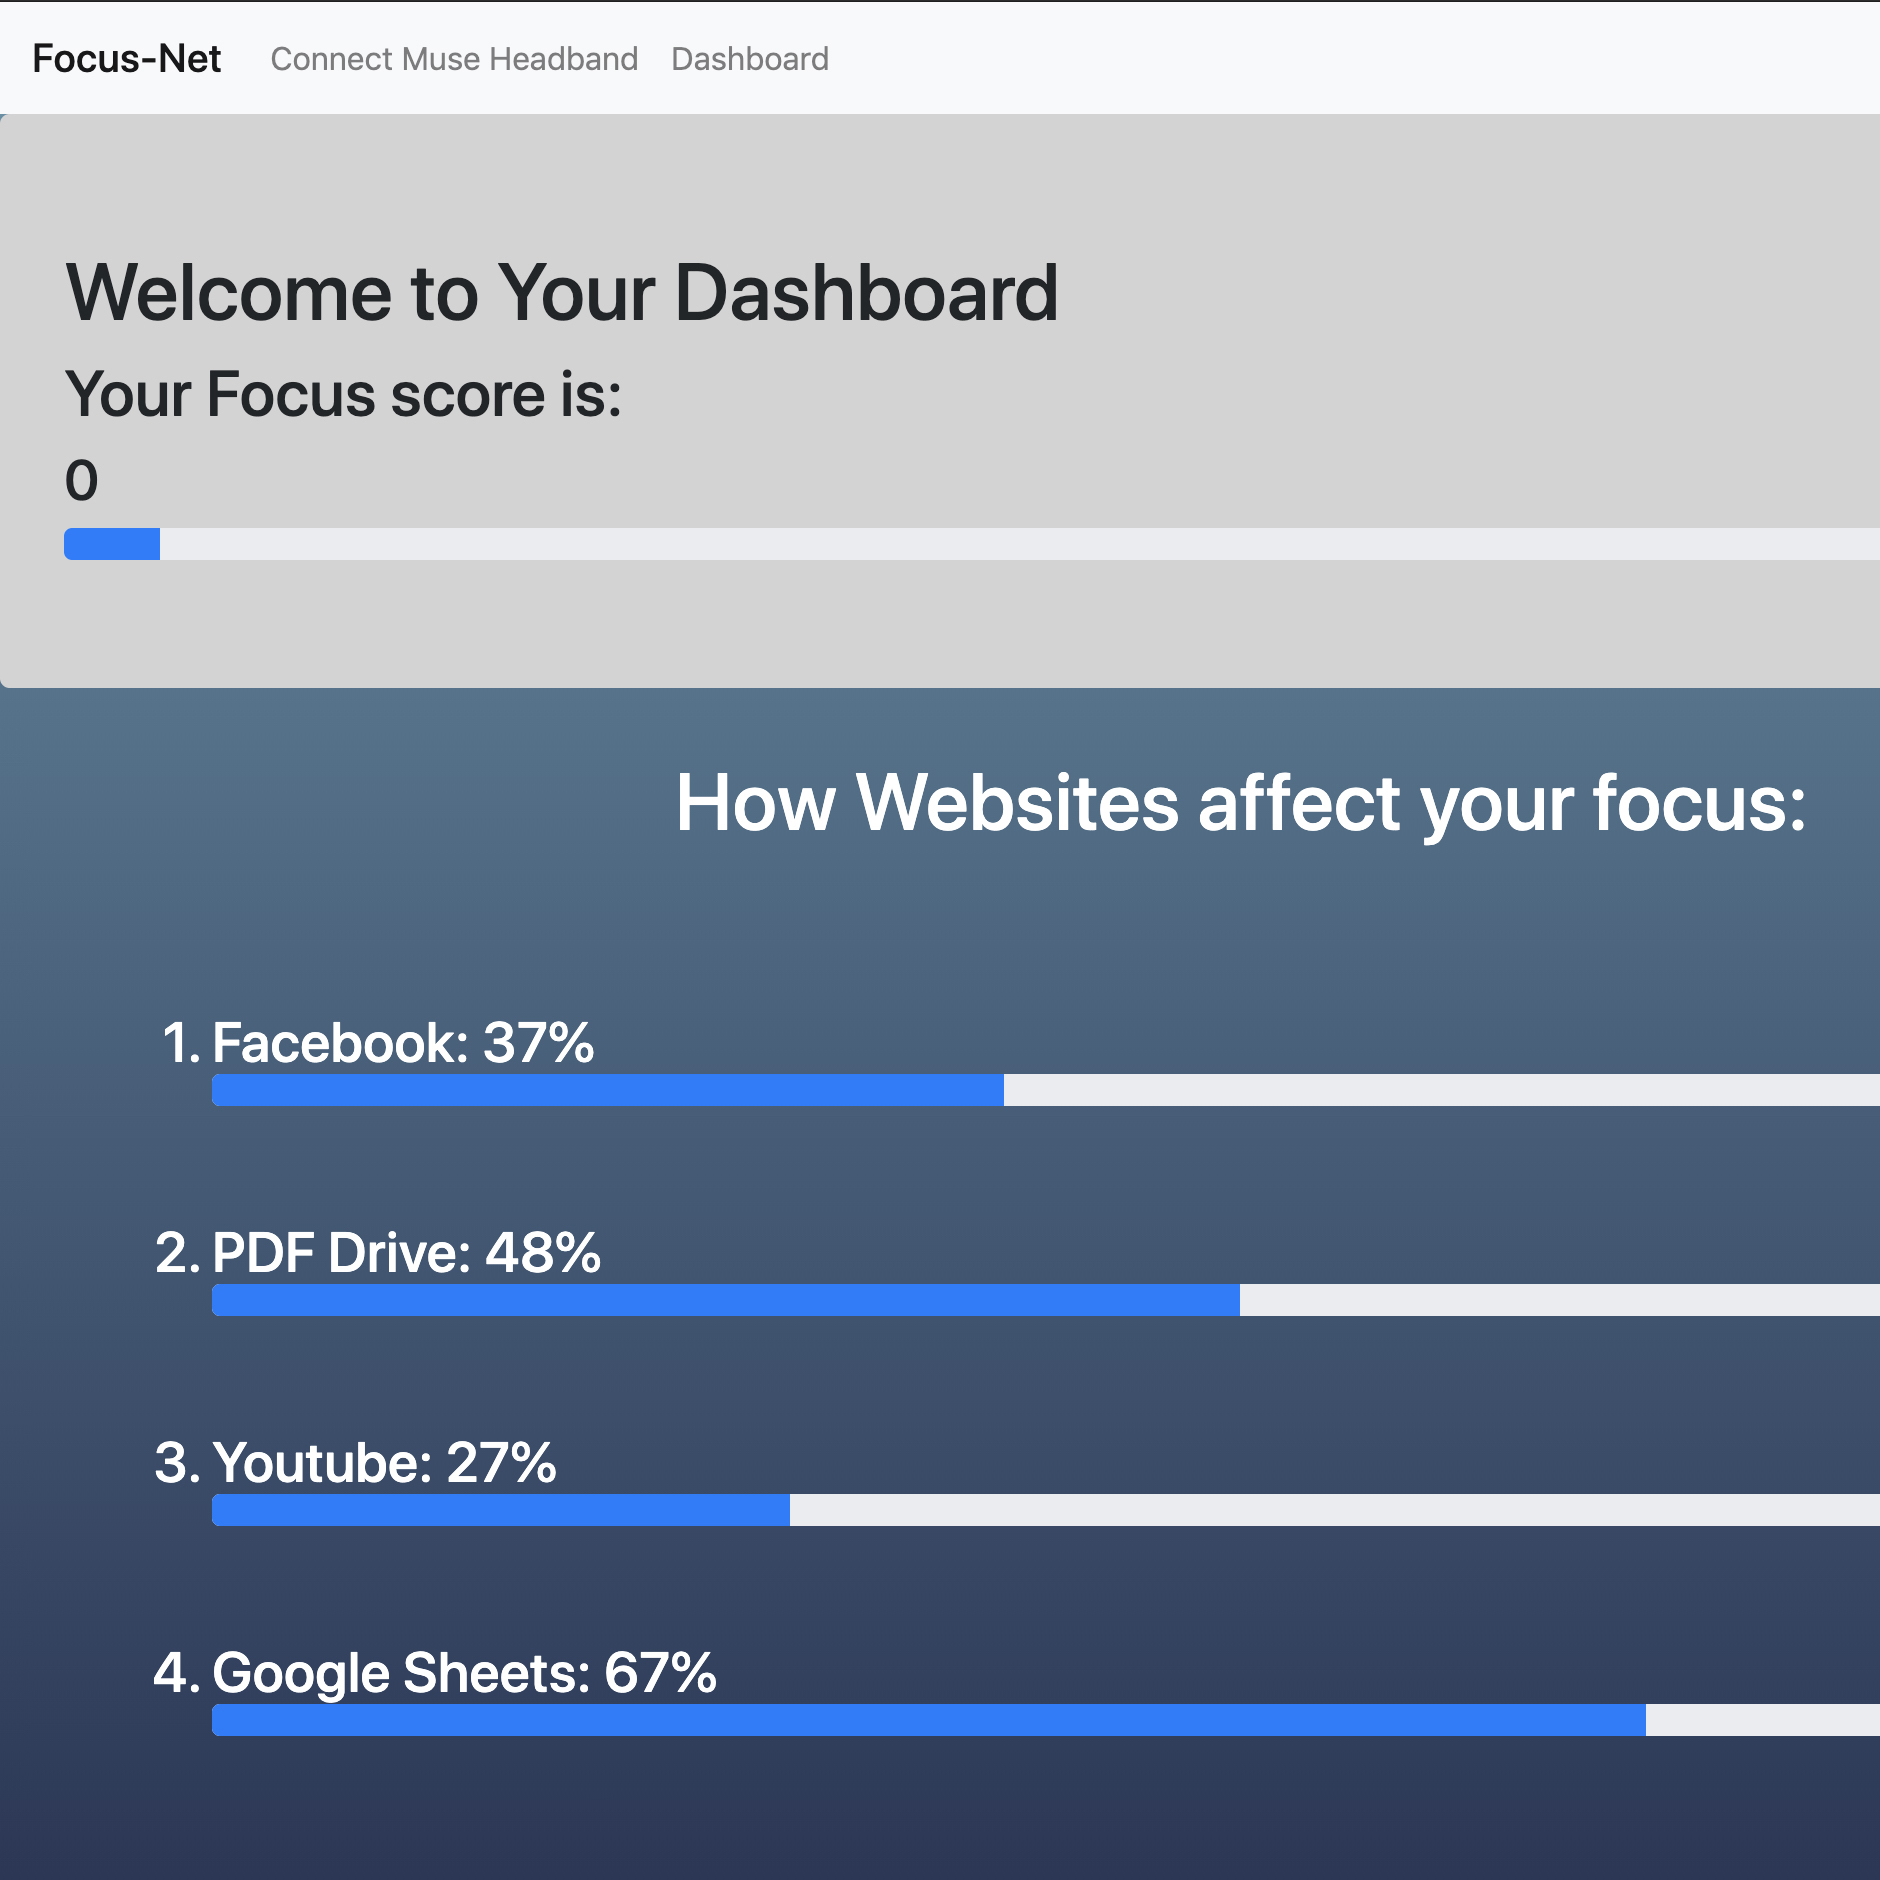 Focus-Net Connect Muse Headband Dashboard
Welcome to Your Dashboard
Your Focus score is:
0
How Websites affect your focus:
1. Facebook: 37%
2. PDF Drive: 48%
3. Youtube: 27%
4. Google Sheets: 67%